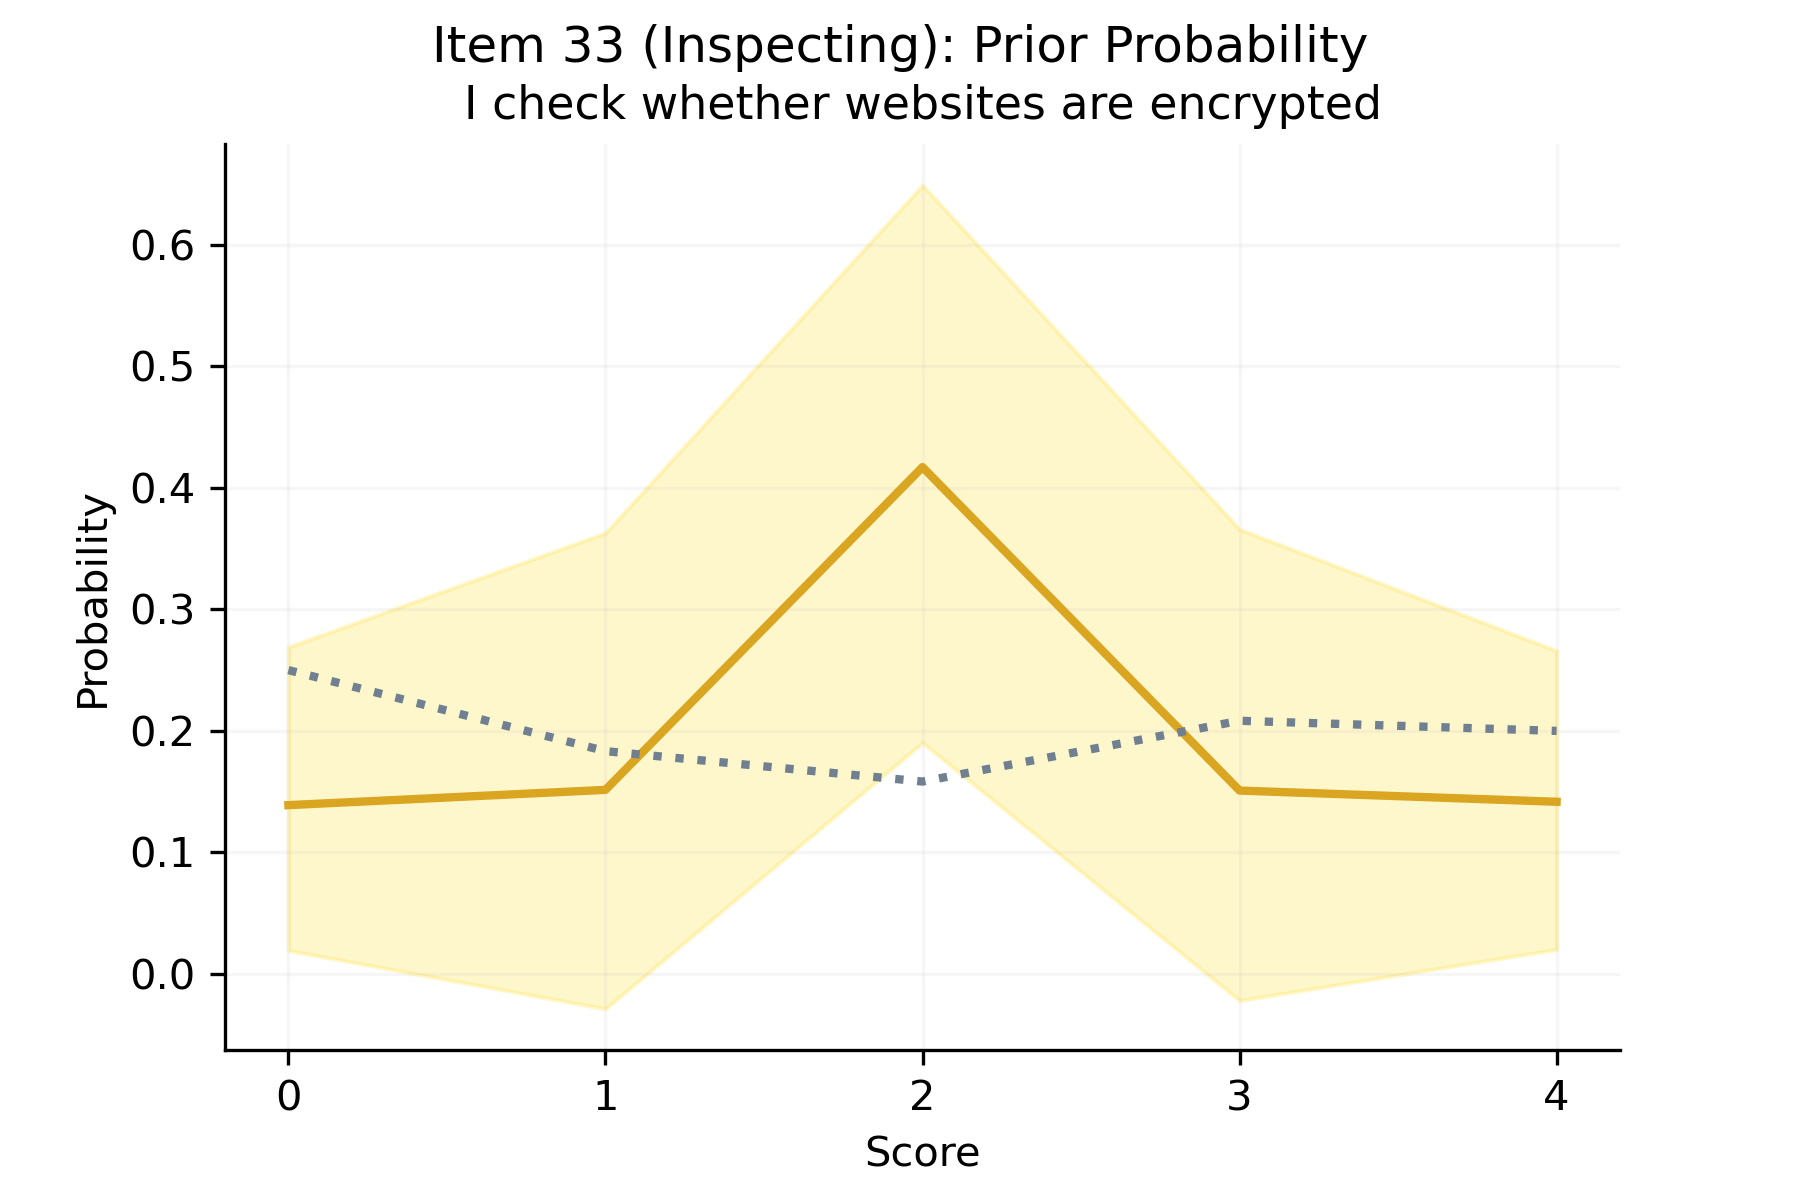 Item 33 (Inspecting): Prior Probability
I check whether websites are encrypted
Probability
0.6
0.5
0.4
0.3
0.2
0.1
0.0
0 1 2 3 4
Score